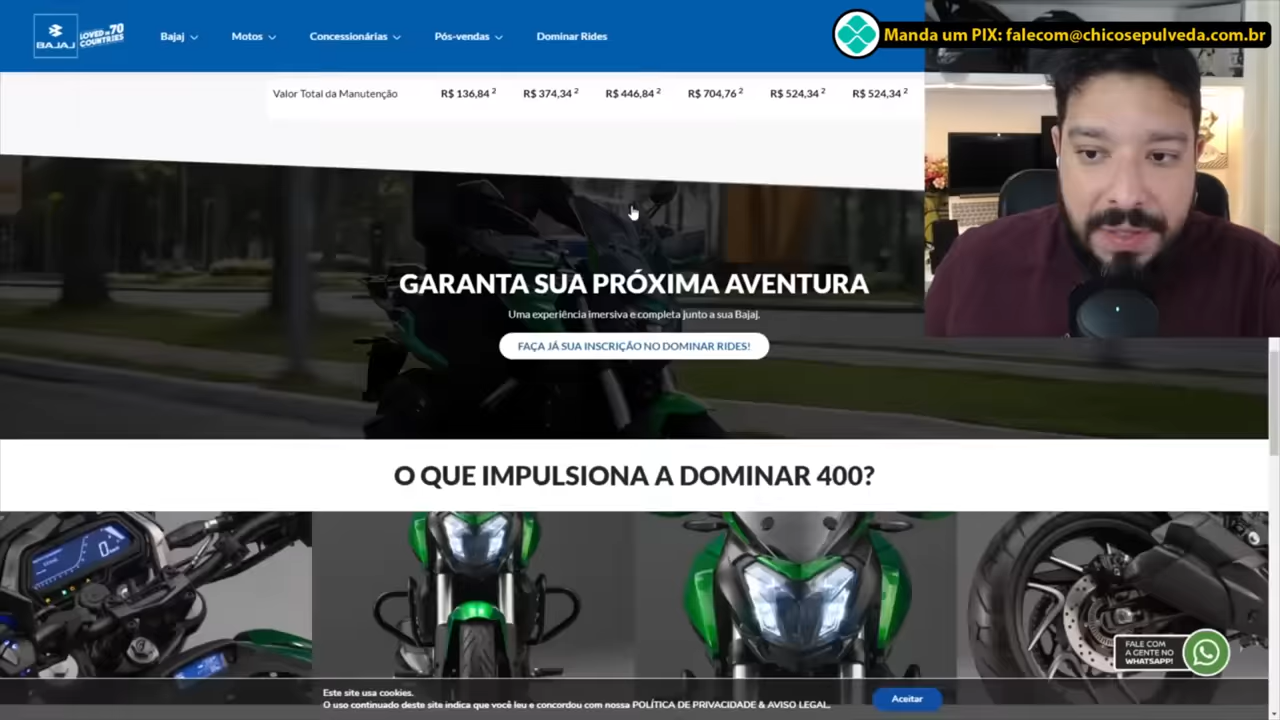 BAJAJ
LOVED IN 70
COUNTRIES
Bajaj
Motos
Concessionárias
Pós-vendas
Dominar Rides
Manda um PIX: falecom@chicosepulveda.com.br
Valor Total da Manutenção R$ 136,84 2 R$ 374,34 2 R$ 446,84 2 R$ 704,76 2 R$ 524,34 2 R$ 524,34 2
GARANTA SUA PRÓXIMA AVENTURA
Uma experiência imersiva e completa junto a sua Bajaj.
FAÇA JÁ SUA INSCRIÇÃO NO DOMINAR RIDES!
O QUE IMPULSIONA A DOMINAR 400?
FALE COM
A GENTE NO
WHATSAPP!
Este site usa cookies.
O uso continuado deste site indica que você leu e concordou com nossa POLÍTICA DE PRIVACIDADE & AVISO LEGAL.
Aceitar